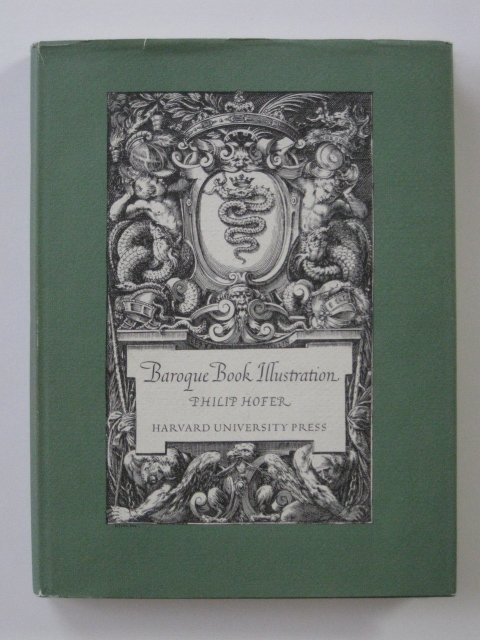 Baroque Book Illustration
PHILIP HOFER
HARVARD UNIVERSITY PRESS